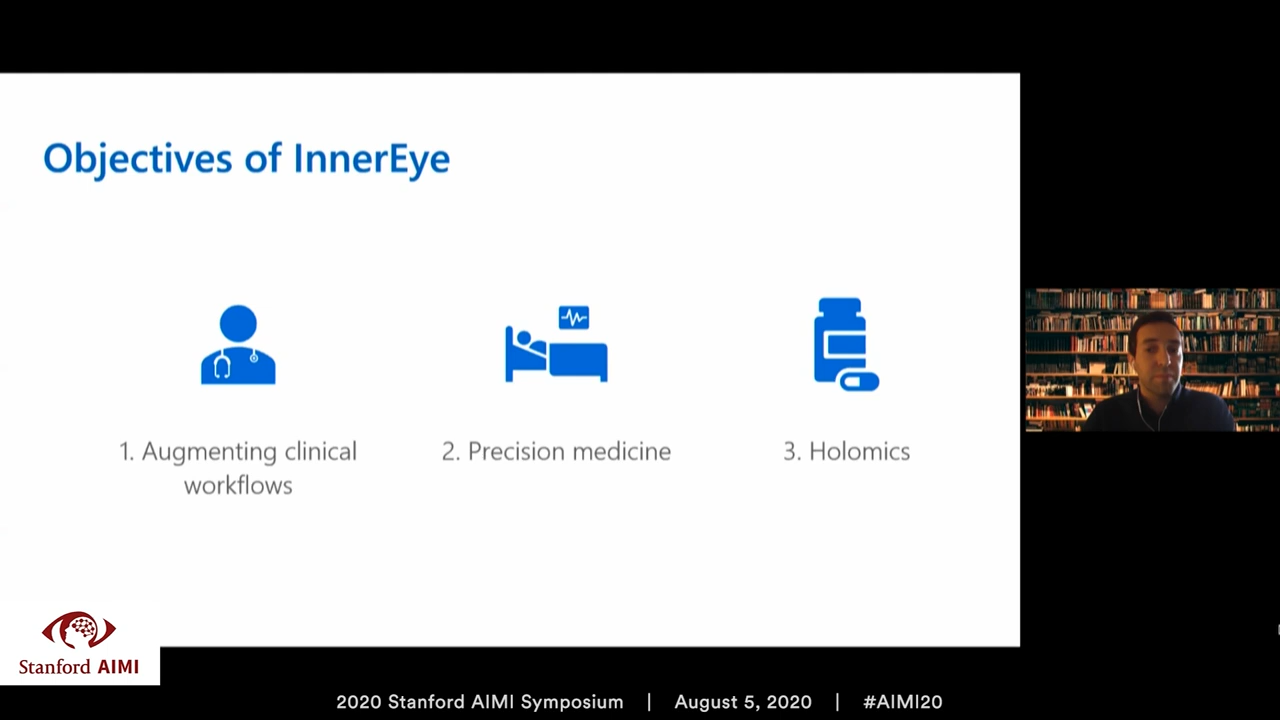 Objectives of InnerEye
1. Augmenting clinical
workflows
2. Precision medicine
3. Holomics
Stanford AIMI
2020 Stanford AIMI Symposium | August 5, 2020 | #AIMI20